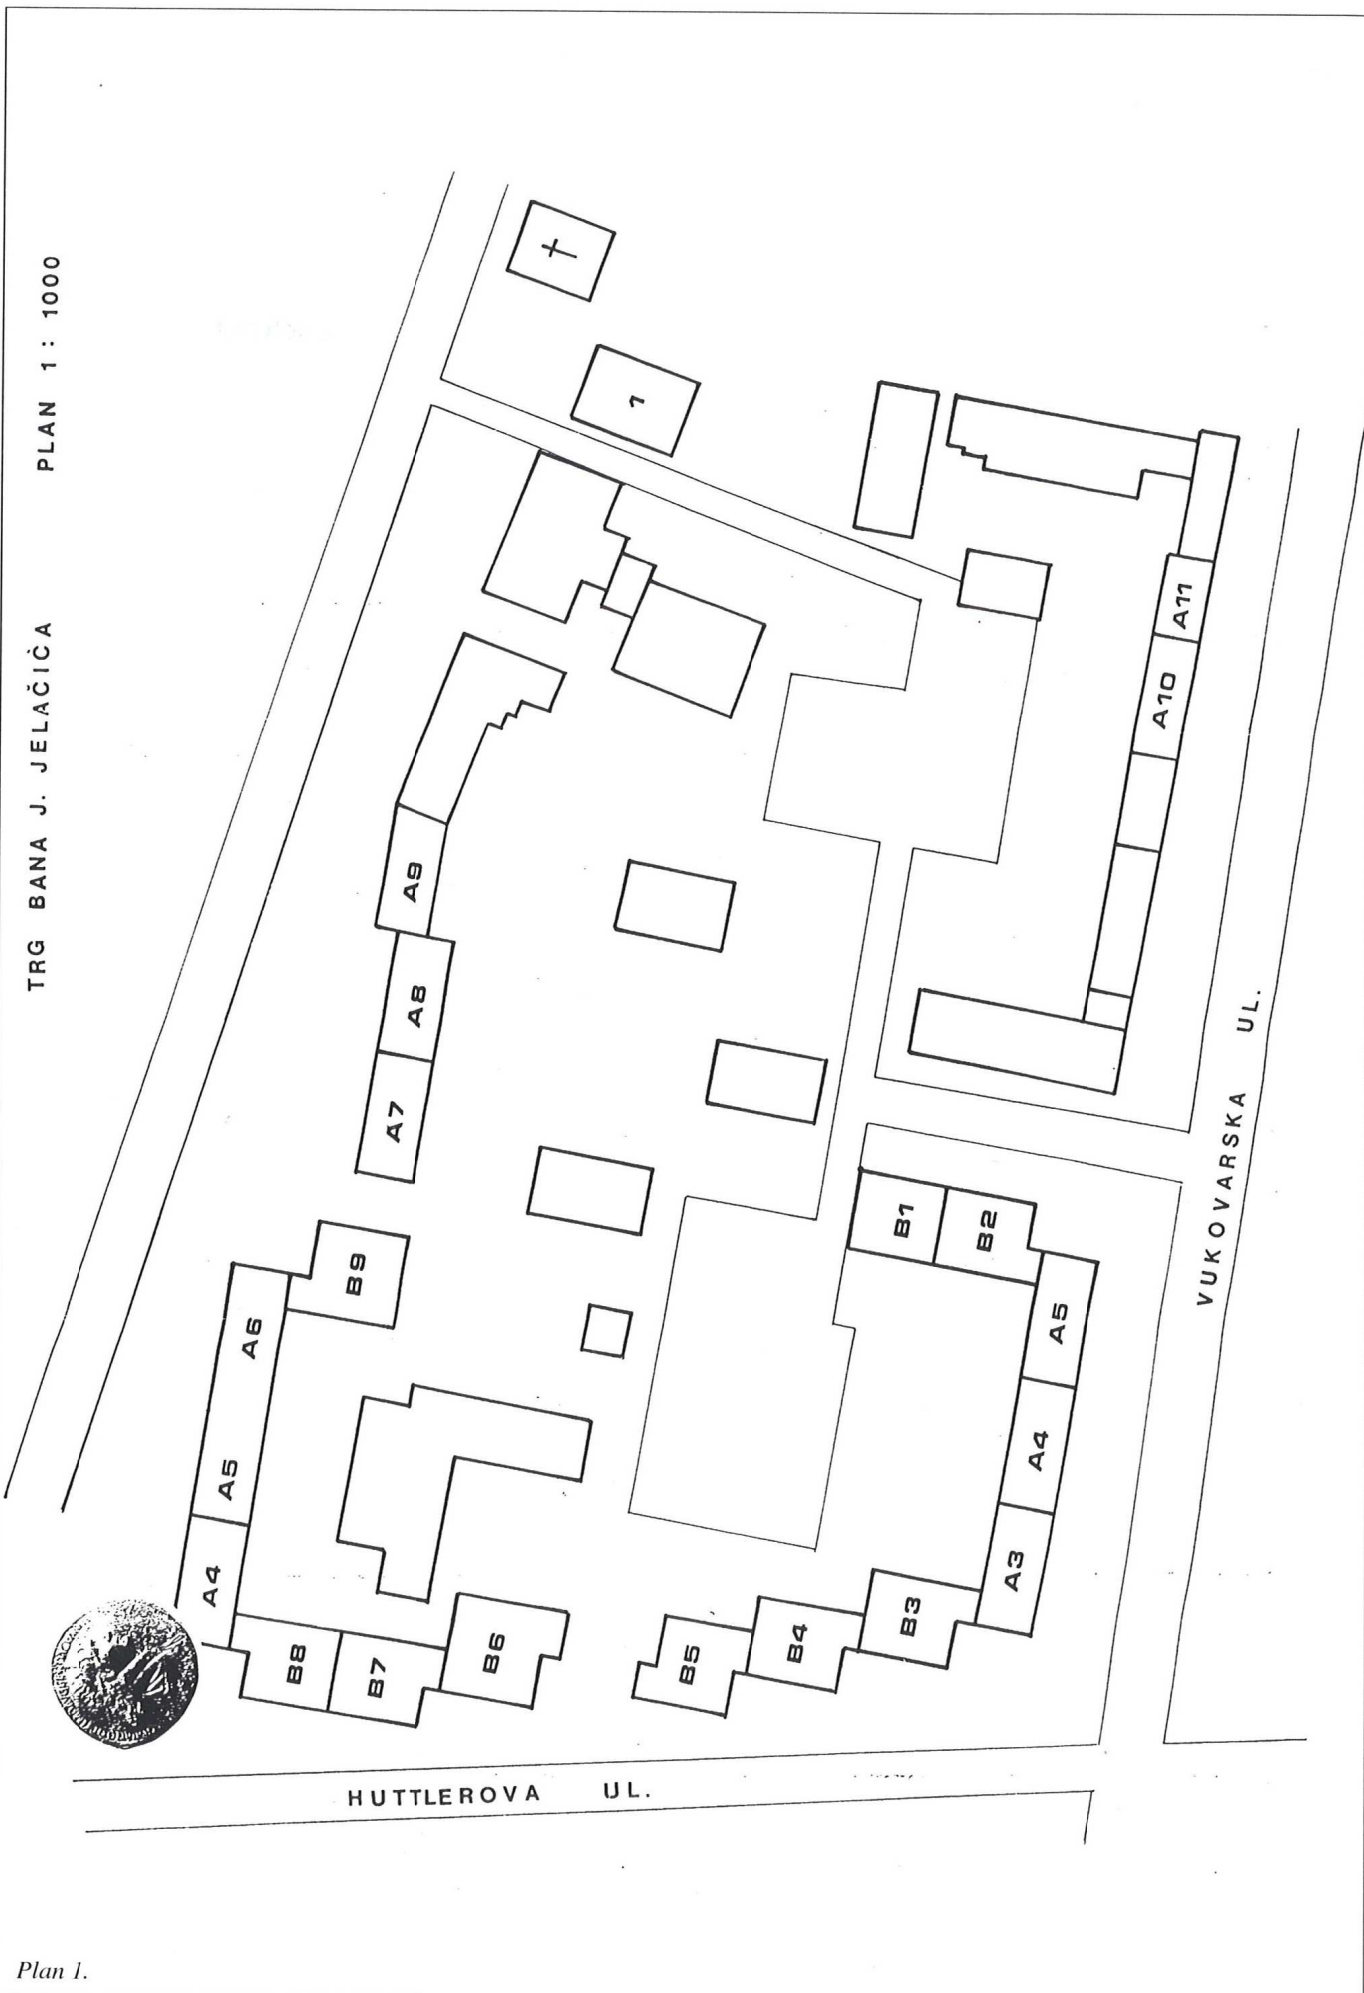 TRG BANA J. JELAČIĆA PLAN 1 : 1000
†
1
A11
A10
A9
A8
A7
B9
A6
A5
A4
B8
B7
B6
B5
B4
B3
B1
B2
A5
A4
A3
VUKOVARSKA UL.
HUTTLEROVA UL.
Plan 1.